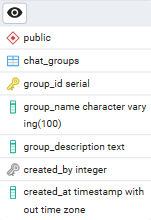 public
chat_groups
group_id serial
group_name character vary
ing(100)
group_description text
created_by integer
created_at timestamp with
out time zone